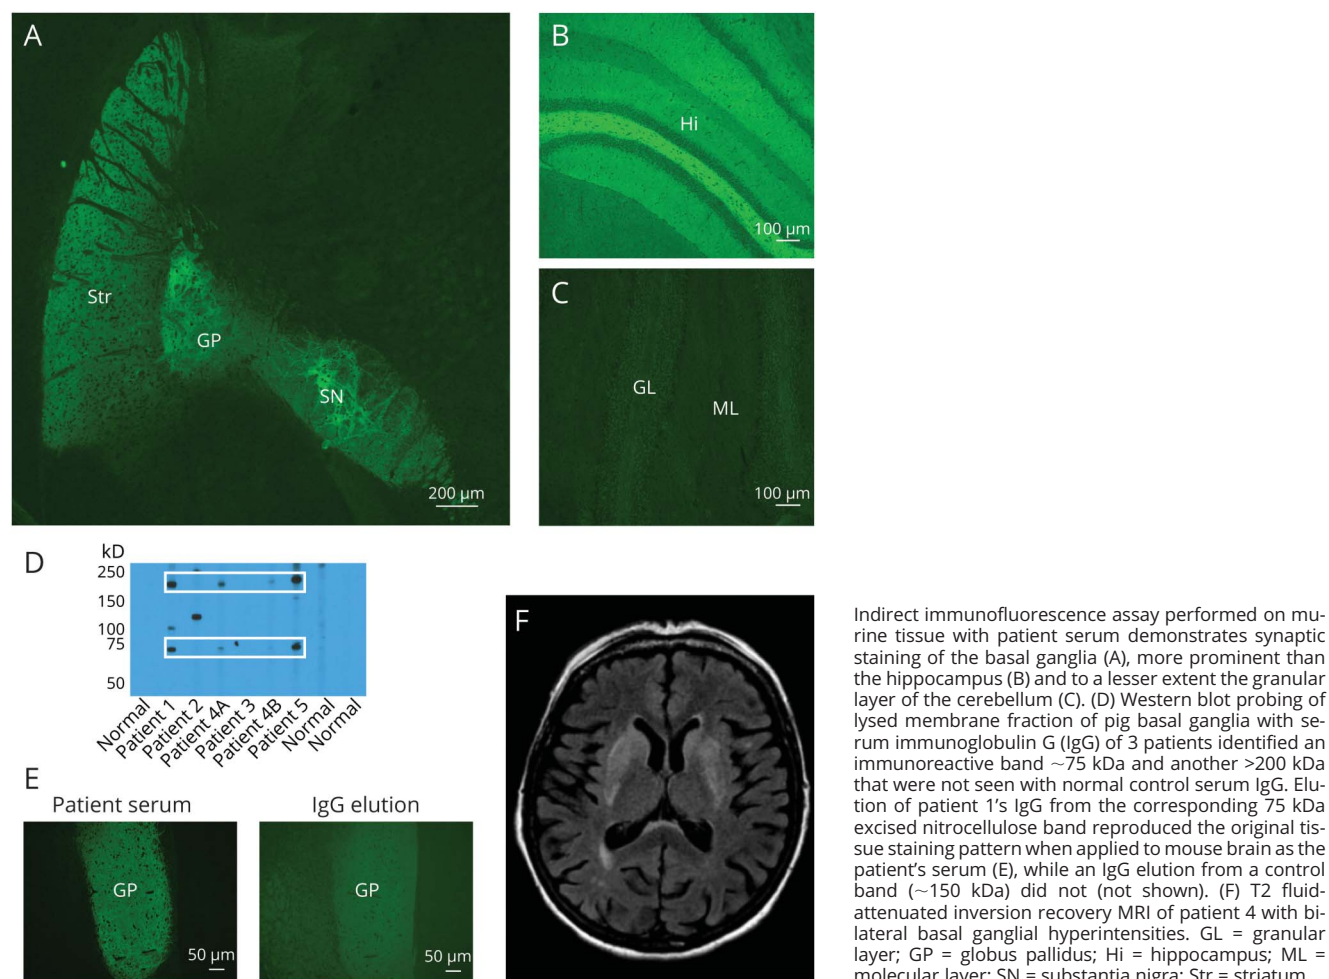 A
Str
GP
SN
200 µm
B
Hi
100 µm
C
GL
ML
100 µm
D
kD
250
150
100
75
50
Normal
Patient 1
Patient 2
Patient 4A
Patient 3
Patient 4B
Patient 5
Normal
Normal
E
Patient serum
IgG elution
GP
50 µm
GP
50 µm
F
Indirect immunofluorescence assay performed on mu-
rine tissue with patient serum demonstrates synaptic
staining of the basal ganglia (A), more prominent than
the hippocampus (B) and to a lesser extent the granular
layer of the cerebellum (C). (D) Western blot probing of
lysed membrane fraction of pig basal ganglia with se-
rum immunoglobulin G (IgG) of 3 patients identified an
immunoreactive band ~75 kDa and another >200 kDa
that were not seen with normal control serum IgG. Elu-
tion of patient 1's IgG from the corresponding 75 kDa
excised nitrocellulose band reproduced the original tis-
sue staining pattern when applied to mouse brain as the
patient's serum (E), while an IgG elution from a control
band (~150 kDa) did not (not shown). (F) T2 fluid-
attenuated inversion recovery MRI of patient 4 with bi-
lateral basal ganglial hyperintensities. GL = granular
layer; GP = globus pallidus; Hi = hippocampus; ML =
molecular layer; SN = substantia nigra; Str = striatum